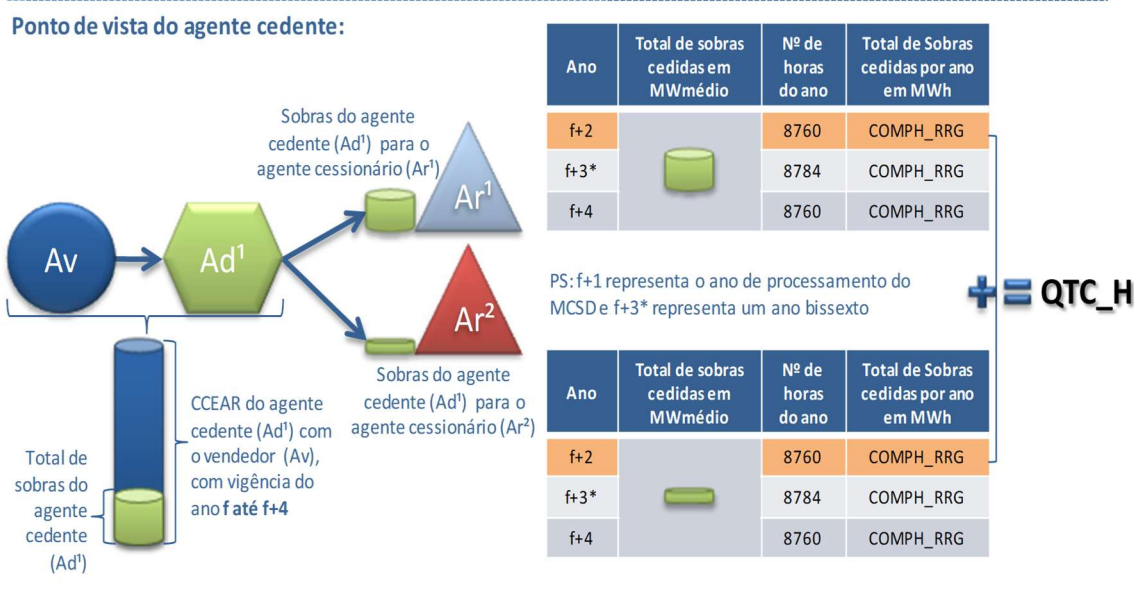 Ponto de vista do agente cedente:
Sobras do agente
cedente (Ad¹) para o
agente cessionário (Ar¹)
Av
Ad¹
Ar¹
Ar²
Sobras do agente
cedente (Ad¹) para o
agente cessionário (Ar²)
CCEAR do agente
cedente (Ad¹) com
o vendedor (Av),
com vigência do
ano f até f+4
Total de
sobras do
agente
cedente
(Ad¹)
Ano | Total de sobras cedidas em MWmédio | Nº de horas do ano | Total de Sobras cedidas por ano em MWh
f+2 8760 COMPH_RRG
f+3* 8784 COMPH_RRG
f+4 8760 COMPH_RRG
PS: f+1 representa o ano de processamento do
MCSD e f+3* representa um ano bissexto
+ = QTC_H
Ano | Total de sobras cedidas em MWmédio | Nº de horas do ano | Total de Sobras cedidas por ano em MWh
f+2 8760 COMPH_RRG
f+3* 8784 COMPH_RRG
f+4 8760 COMPH_RRG